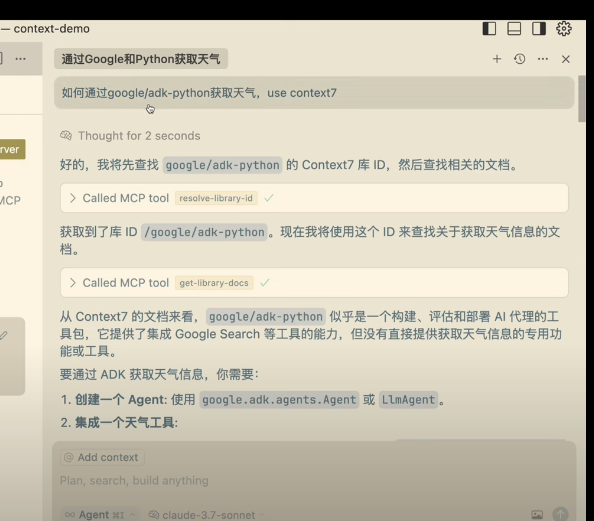 — context-demo
通过Google和Python获取天气
如何通过google/adk-python获取天气，use context7
Thought for 2 seconds
rver
好的，我将先查找 google/adk-python 的 Context7 库 ID，然后查找相关的文档。
MCP
Called MCP tool resolve-library-id
获取到了库 ID /google/adk-python。现在我将使用这个 ID 来查找关于获取天气信息的文
档。
Called MCP tool get-library-docs
从 Context7 的文档来看，google/adk-python 似乎是一个构建、评估和部署 AI 代理的工
具包，它提供了集成 Google Search 等工具的能力，但没有直接提供获取天气信息的专用功
能或工具。
要通过 ADK 获取天气信息，你需要：
1. 创建一个 Agent: 使用 google.adk.agents.Agent 或 LlmAgent。
2. 集成一个天气工具:
@ Add context
Plan, search, build anything
∞ Agent ⌘I claude-3.7-sonnet